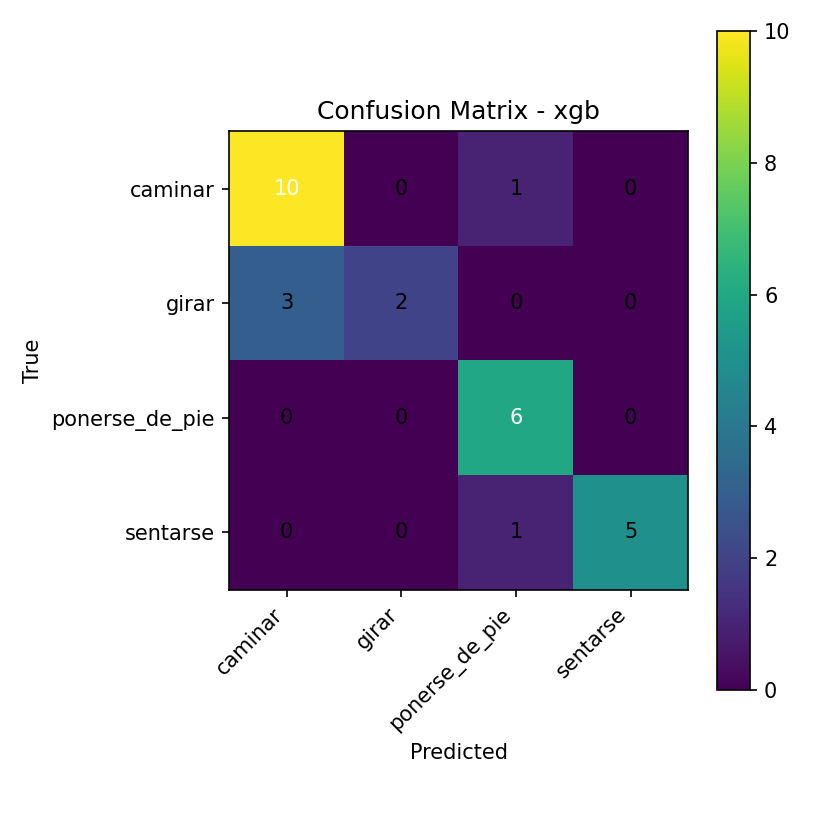 Confusion Matrix - xgb
10
8
6
4
2
0
True
caminar 10 0 1 0
girar 3 2 0 0
ponerse_de_pie 0 0 6 0
sentarse 0 0 1 5
caminar girar ponerse_de_pie sentarse
Predicted